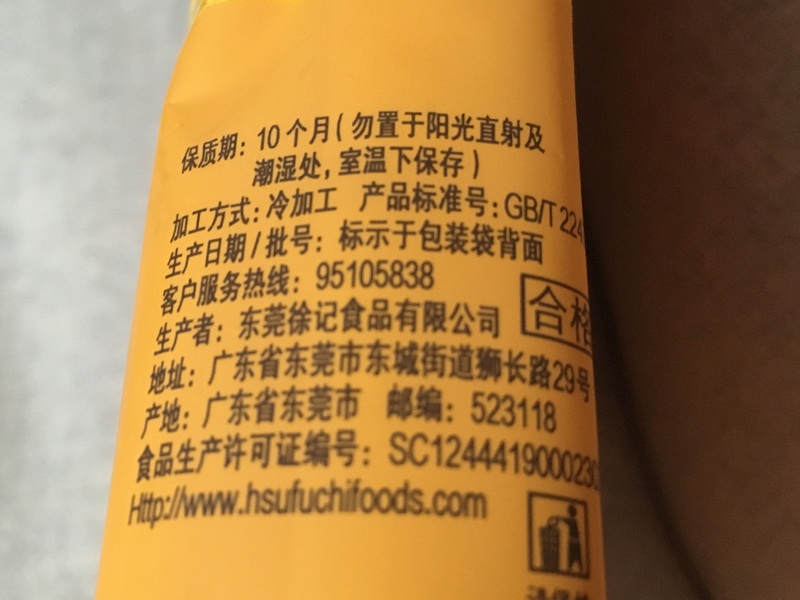 保质期：10个月（勿置于阳光直射及
潮湿处，室温下保存）
加工方式：冷加工 产品标准号：GB/T 224
生产日期/批号：标示于包装袋背面
客户服务热线：95105838
合格
生产者：东莞徐记食品有限公司
地址：广东省东莞市东城街道狮长路29号
产地：广东省东莞市 邮编：523118
食品生产许可证编号：SC1244419000230
Http://www.hsufuchifoods.com